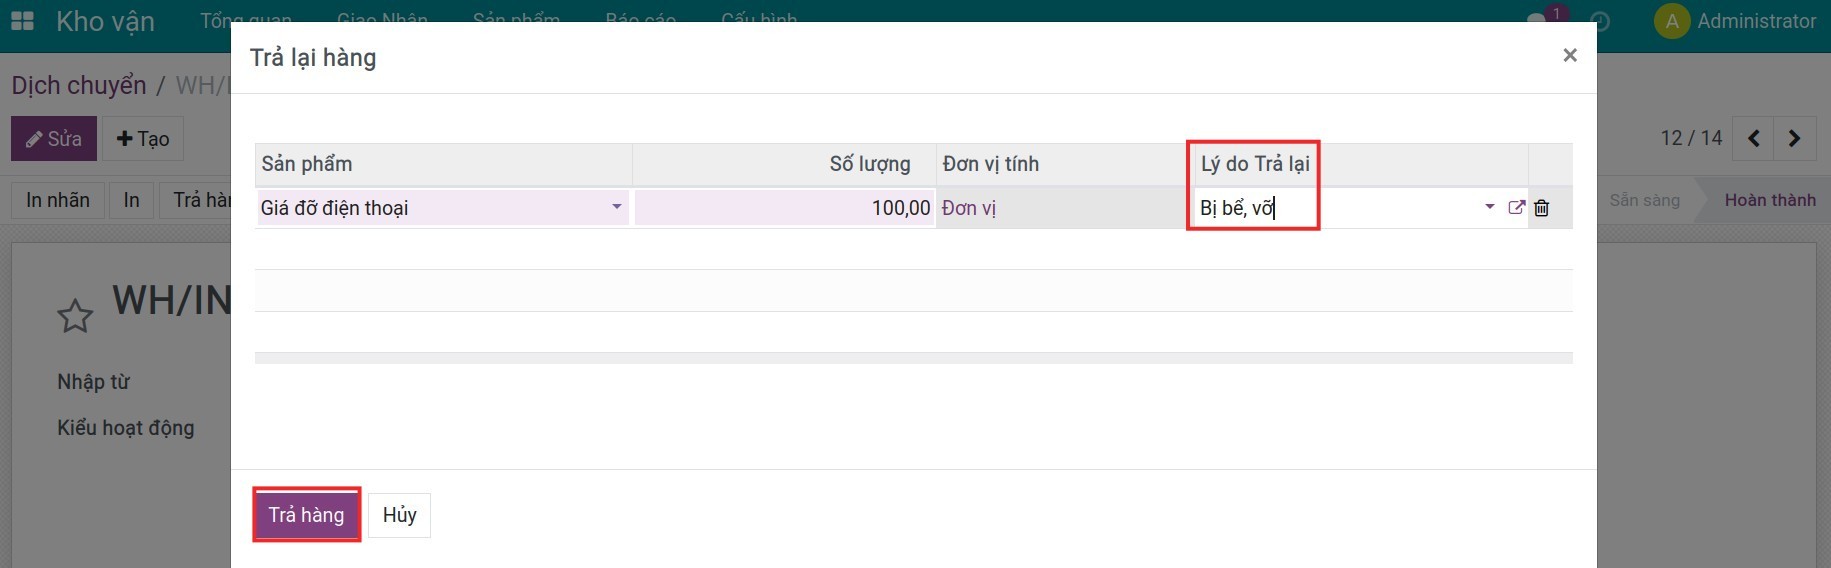 Kho vận Tổng quan Giao Nhận Sản phẩm Báo cáo Cấu hình 1 A Administrator
Trả lại hàng ×
Dịch chuyển / WH/I
Sửa Tạo 12 / 14
Sản phẩm Số lượng Đơn vị tính Lý do Trả lại
In nhãn In Trả hàn Sẵn sàng Hoàn thành
Giá đỡ điện thoại 100,00 Đơn vị Bị bể, vỡ
WH/IN
Nhập từ
Kiểu hoạt động
Trả hàng Hủy